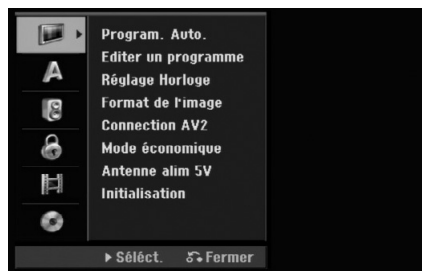 Program. Auto.
Editer un programme
Réglage Horloge
Format de l'image
Connection AV2
Mode économique
Antenne alim 5V
Initialisation
Séléct. Fermer